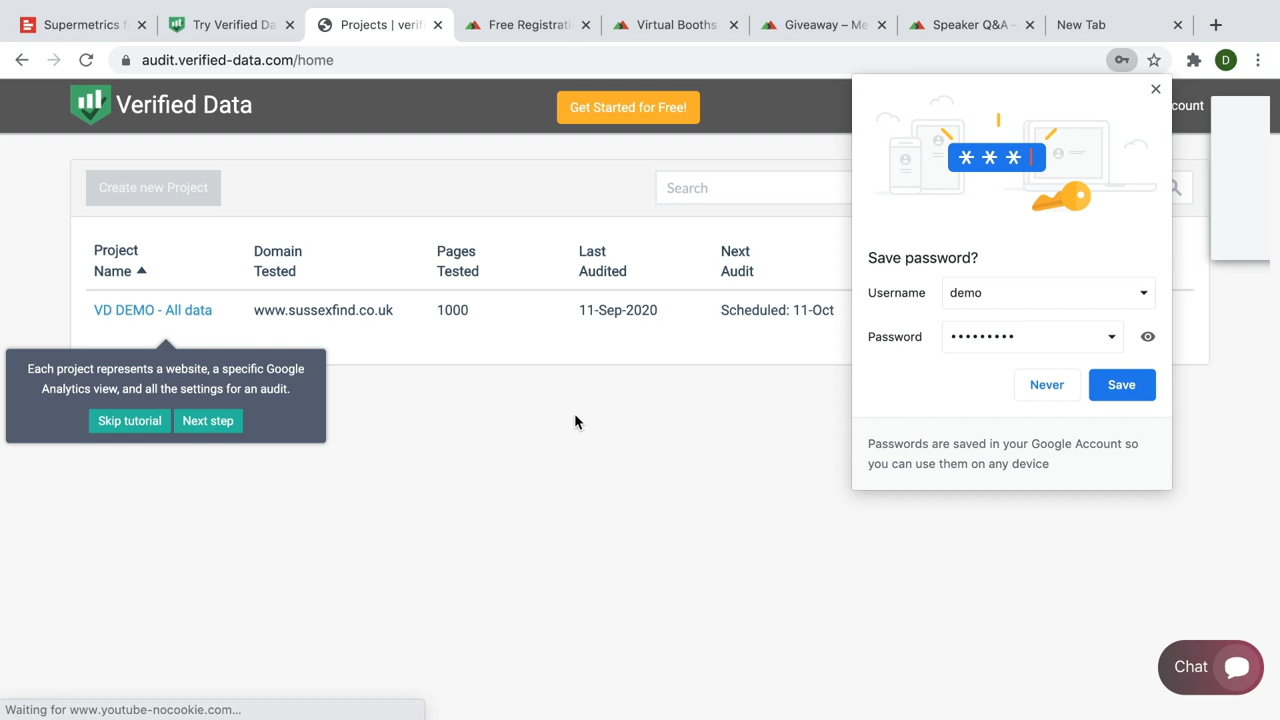 Supermetrics f
Try Verified Da
Projects | verifi
Free Registrati
Virtual Booths
Giveaway – Me
Speaker Q&A –
New Tab
audit.verified-data.com/home
D
Verified Data
Get Started for Free!
count
Create new Project
Search
Project Name
Domain Tested
Pages Tested
Last Audited
Next Audit
VD DEMO - All data
www.sussexfind.co.uk
1000
11-Sep-2020
Scheduled: 11-Oct
Each project represents a website, a specific Google
Analytics view, and all the settings for an audit.
Skip tutorial
Next step
* * *
Save password?
Username
demo
Password
•••••••••
Never
Save
Passwords are saved in your Google Account so
you can use them on any device
Chat
Waiting for www.youtube-nocookie.com...